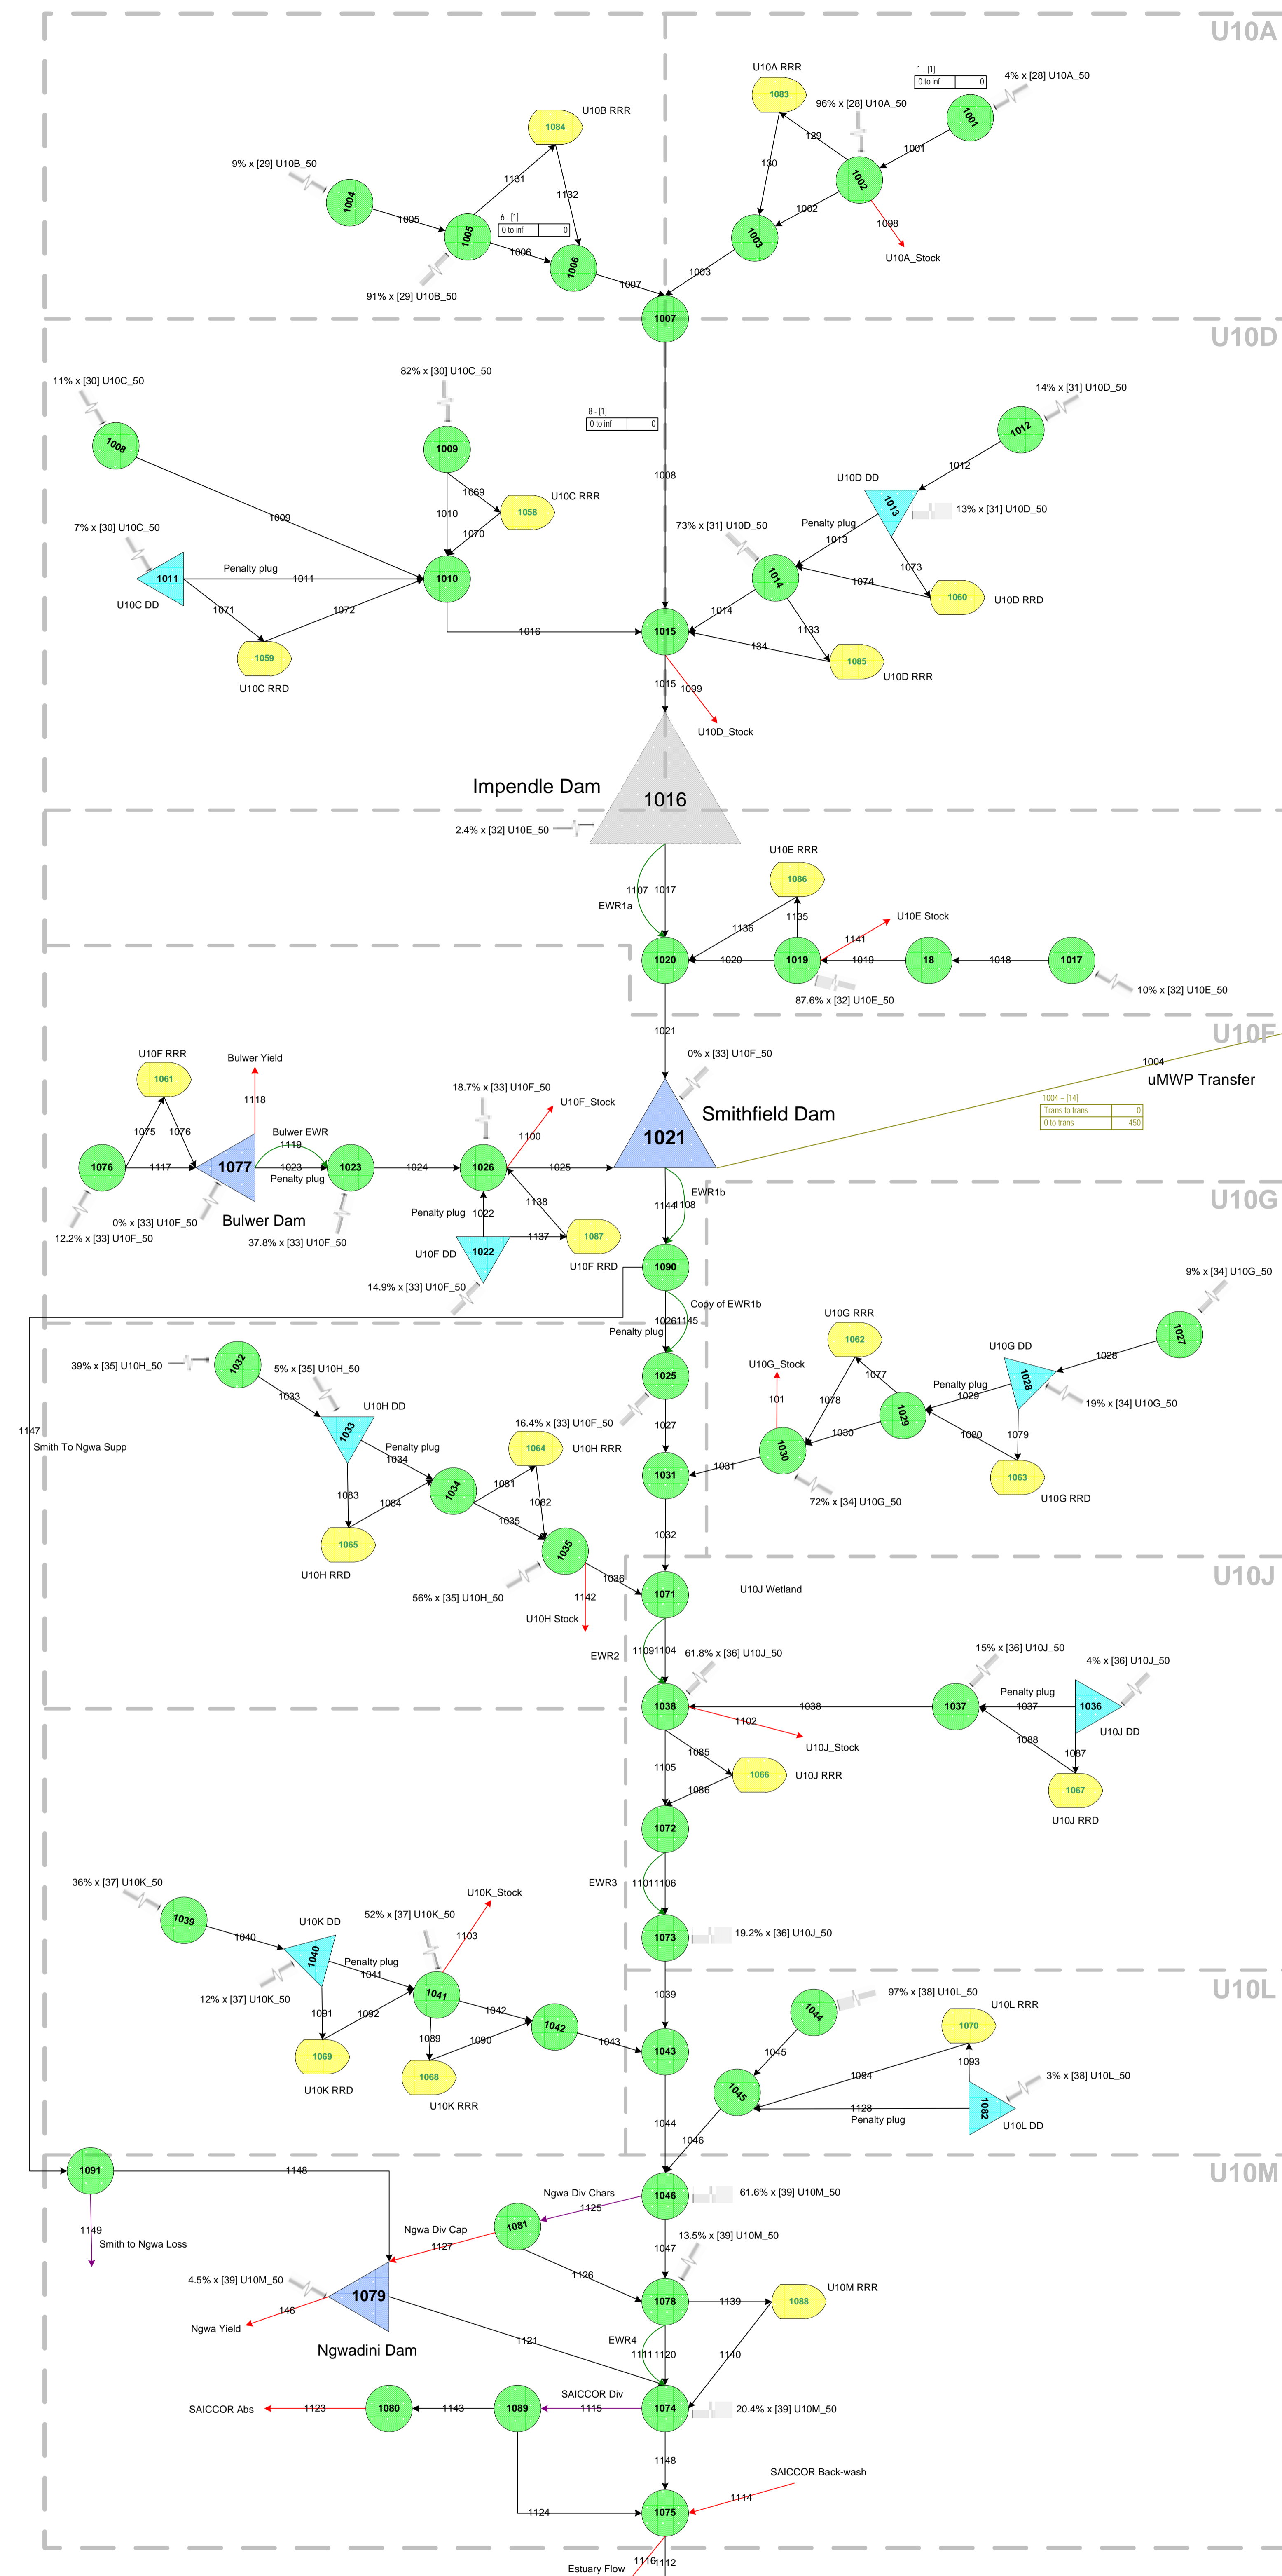 U10A
U10A RRR
1083
1 - [1]
0 to inf 0
4% x [28] U10A_50
1001
96% x [28] U10A_50
129
1001
130
1002
1002
1098
1003
U10A_Stock
1003
U10B RRR
1084
9% x [29] U10B_50
1131
1132
1004
1005
1005
6 - [1]
0 to inf 0
1006
1006
91% x [29] U10B_50
1007
1007
U10D
11% x [30] U10C_50
82% x [30] U10C_50
8 - [1]
0 to inf 0
14% x [31] U10D_50
1008
1009
1012
1012
1008
1069
U10C RRR
1058
1010
1070
1009
U10D DD
1013
13% x [31] U10D_50
Penalty plug
1013
73% x [31] U10D_50
7% x [30] U10C_50
Penalty plug
1011
1011
U10C DD
1010
1014
1073
1074
1060
U10D RRD
1071
1072
1014
1133
1016
1015
134
1085
U10D RRR
1059
U10C RRD
1015
1099
U10D_Stock
Impendle Dam
1016
2.4% x [32] U10E_50
U10E RRR
1086
1107
1017
EWR1a
U10E Stock
1136
1135
1141
1020
1020
1019
1019
18
1018
1017
87.6% x [32] U10E_50
10% x [32] U10E_50
1021
U10F
U10F RRR
1061
Bulwer Yield
0% x [33] U10F_50
1004
uMWP Transfer
18.7% x [33] U10F_50
U10F_Stock
1118
1004 – [14]
Trans to trans 0
0 to trans 450
Smithfield Dam
1075
1076
Bulwer EWR
1119
1100
1021
1076
1117
1077
1023
Penalty plug
1023
1024
1026
1025
EWR1b
U10G
0% x [33] U10F_50
Bulwer Dam
Penalty plug
1022
1138
1144
1108
12.2% x [33] U10F_50
37.8% x [33] U10F_50
1137
1087
U10F DD
1022
U10F RRD
1090
14.9% x [33] U10F_50
9% x [34] U10G_50
Copy of EWR1b
U10G RRR
1026
1145
Penalty plug
1062
1027
U10G DD
1028
39% x [35] U10H_50
1032
5% x [35] U10H_50
U10G_Stock
1025
1077
Penalty plug
1029
1028
1033
101
1078
19% x [34] U10G_50
U10H DD
16.4% x [33] U10F_50
1029
1147
Smith To Ngwa Supp
1033
Penalty plug
1034
1064
U10H RRR
1027
1030
1080
1079
1030
1031
1031
1063
U10G RRD
1034
1081
1082
1083
1084
1035
72% x [34] U10G_50
1032
1065
U10H RRD
1035
U10J
1036
56% x [35] U10H_50
1142
1071
U10J Wetland
U10H Stock
1109
1104
EWR2
61.8% x [36] U10J_50
15% x [36] U10J_50
4% x [36] U10J_50
Penalty plug
1038
1038
1037
1037
1036
1102
U10J DD
U10J_Stock
1088
1087
1085
1105
1066
U10J RRR
1086
1067
U10J RRD
1072
36% x [37] U10K_50
U10K_Stock
EWR3
1101
1106
52% x [37] U10K_50
1039
U10K DD
1103
1073
19.2% x [36] U10J_50
1040
1040
Penalty plug
1041
U10L
12% x [37] U10K_50
1041
97% x [38] U10L_50
1039
1044
U10L RRR
1091
1092
1042
1042
1070
1089
1090
1043
1043
1045
1093
1069
U10K RRD
1068
U10K RRR
1094
3% x [38] U10L_50
1045
1128
Penalty plug
1082
U10L DD
1044
1046
U10M
1091
1148
Ngwa Div Chars
1125
1046
61.6% x [39] U10M_50
1149
Smith to Ngwa Loss
Ngwa Div Cap
1127
1081
1047
13.5% x [39] U10M_50
1126
4.5% x [39] U10M_50
1079
1078
1139
1088
U10M RRR
146
Ngwa Yield
Ngwadini Dam
1121
EWR4
1111
1120
1140
SAICCOR Abs
1123
1080
1143
1089
SAICCOR Div
1115
1074
20.4% x [39] U10M_50
1148
SAICCOR Back-wash
1124
1075
1114
Estuary Flow
1116
1112